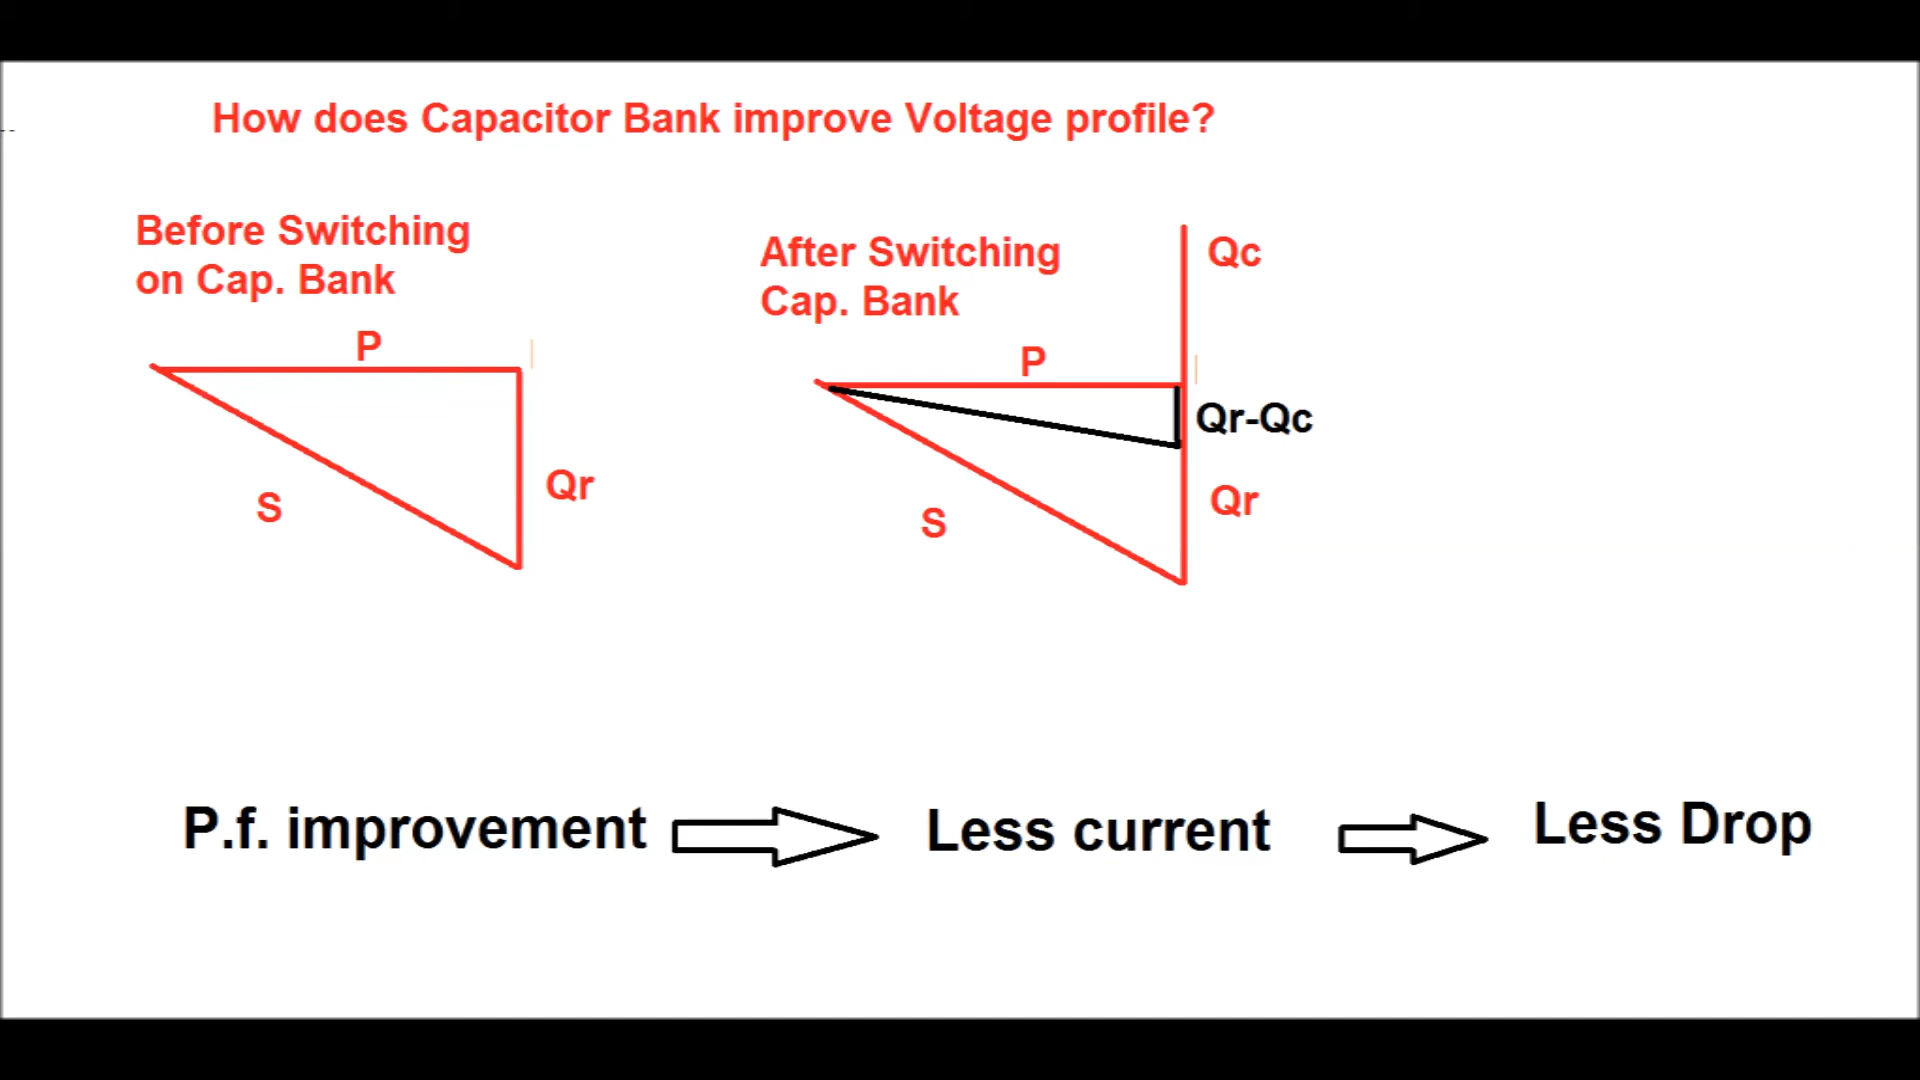 How does Capacitor Bank improve Voltage profile?
Before Switching
on Cap. Bank
P
S
Qr
After Switching
Cap. Bank
Qc
P
Qr-Qc
Qr
S
P.f. improvement
Less current
Less Drop